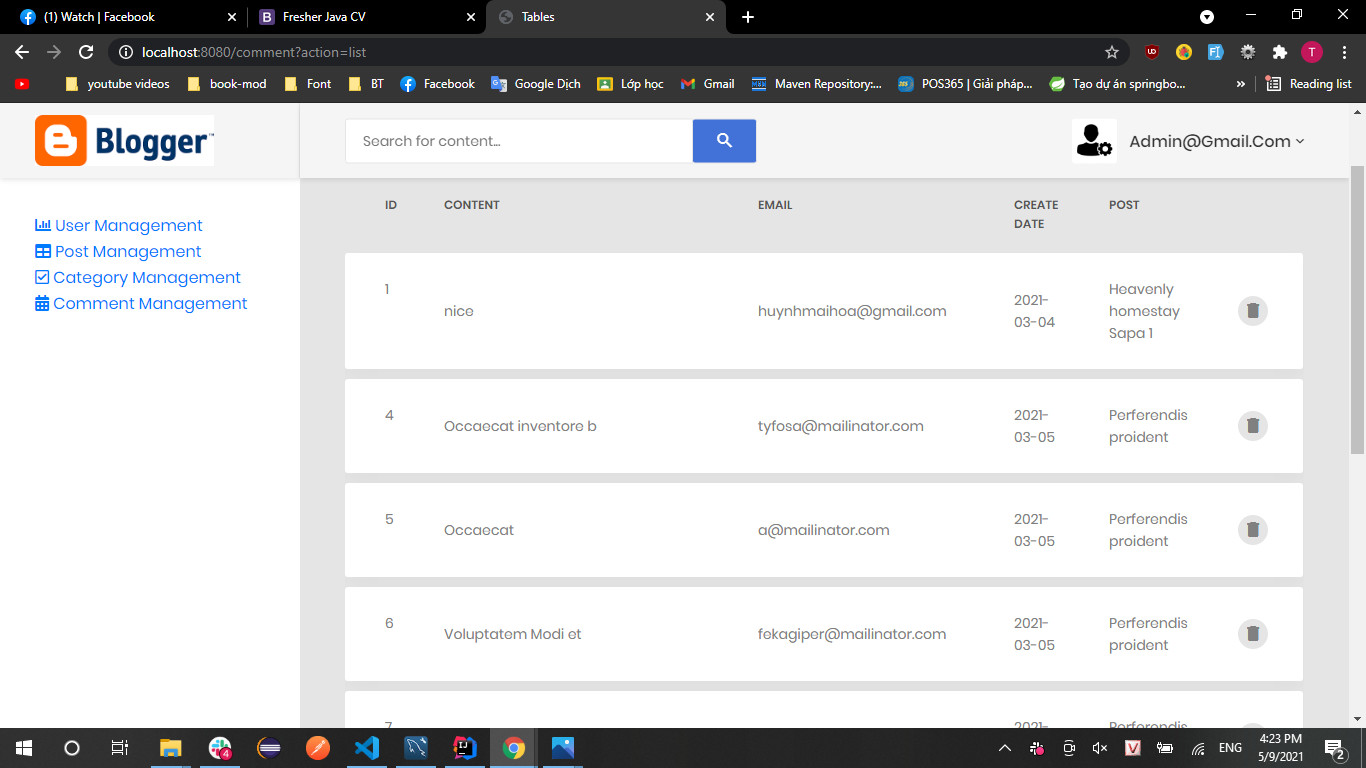 (1) Watch | Facebook
Fresher Java CV
Tables
localhost:8080/comment?action=list
youtube videos
book-mod
Font
BT
Facebook
Google Dịch
Lớp học
Gmail
Maven Repository:...
POS365 | Giải pháp...
Tạo dự án springbo...
»
Reading list
Blogger™
Search for content...
Admin@Gmail.Com
User Management
Post Management
Category Management
Comment Management
ID CONTENT EMAIL CREATE DATE POST
1
nice
huynhmaihoa@gmail.com
2021-
03-04
Heavenly
homestay
Sapa 1
4
Occaecat inventore b
tyfosa@mailinator.com
2021-
03-05
Perferendis
proident
5
Occaecat
a@mailinator.com
2021-
03-05
Perferendis
proident
6
Voluptatem Modi et
fekagiper@mailinator.com
2021-
03-05
Perferendis
proident
7
2021-
Perferendis
4
ENG
4:23 PM
5/9/2021
2